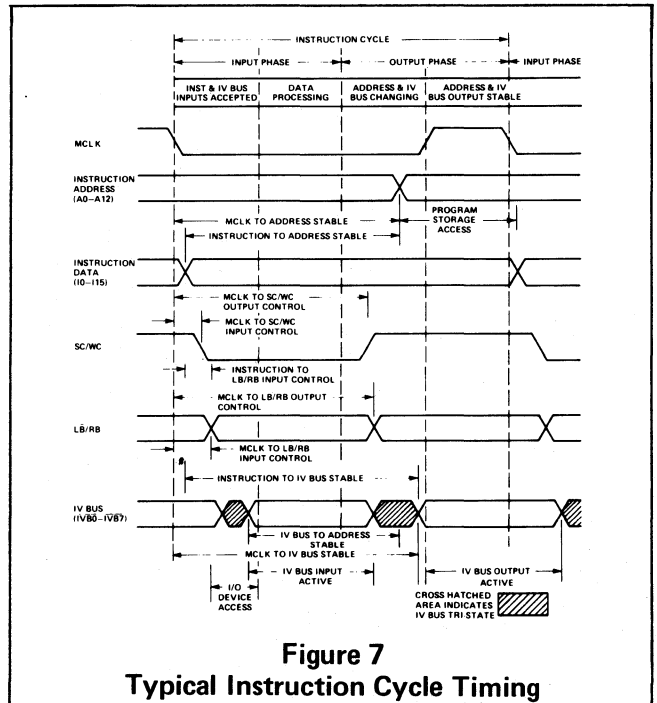 INSTRUCTION CYCLE
INPUT PHASE
OUTPUT PHASE
INPUT PHASE
INST & IV BUS
INPUTS ACCEPTED
DATA
PROCESSING
ADDRESS & IV
BUS CHANGING
ADDRESS & IV
BUS OUTPUT STABLE
MCLK
INSTRUCTION
ADDRESS
(A0–A12)
MCLK TO ADDRESS STABLE
PROGRAM
STORAGE
ACCESS
INSTRUCTION TO ADDRESS STABLE
INSTRUCTION
DATA
(I0–I15)
MCLK TO SC/WC
OUTPUT CONTROL
MCLK TO SC/WC
INPUT CONTROL
SC/WC
INSTRUCTION TO
LB/RB INPUT CONTROL
MCLK TO LB/RB OUTPUT
CONTROL
LB/RB
MCLK TO LB/RB
INPUT CONTROL
INSTRUCTION TO IV BUS STABLE
IV BUS
(IVB0–IVB7)
IV BUS TO ADDRESS
STABLE
MCLK TO IV BUS STABLE
IV BUS INPUT
ACTIVE
IV BUS OUTPUT
ACTIVE
I/O
DEVICE
ACCESS
CROSS HATCHED
AREA INDICATES
IV BUS TRI-STATE
Figure 7
Typical Instruction Cycle Timing